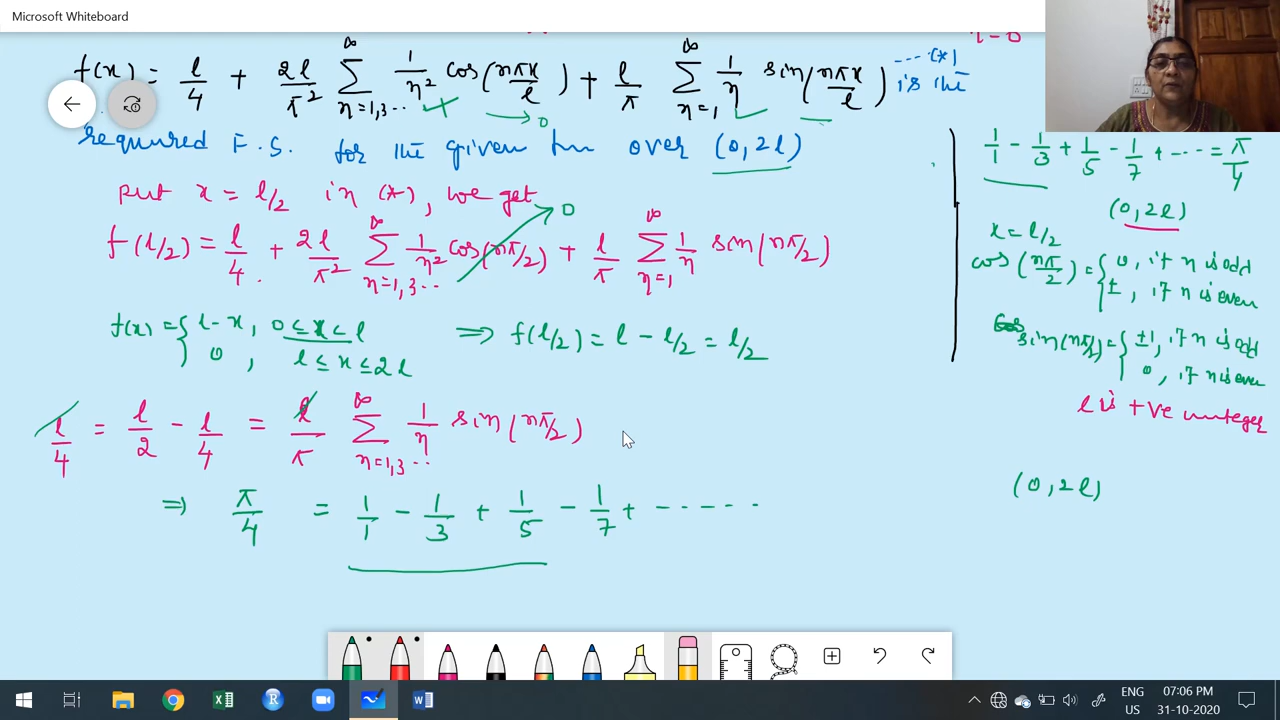 Microsoft Whiteboard
f(x) = l/4 + 2l/π² ∑_{n=1,3...}^{∞} 1/n² cos(nπx/l) + l/π ∑_{n=1}^{∞} 1/n sin(nπx/l) ---- (*)
→ 0
is the
required F.S. for the given fn over (0, 2l)
put x = l/2 in (*), we get
→ 0
f(l/2) = l/4 + 2l/π² ∑_{n=1,3...}^{∞} 1/n² cos(nπ/2) + l/π ∑_{n=1}^{∞} 1/n sin(nπ/2)
f(x) = { l-x, 0 ≤ x ≤ l
0, l ≤ x ≤ 2l
⟹ f(l/2) = l - l/2 = l/2
l/4 = l/2 - l/4 = l/π ∑_{n=1,3...}^{∞} 1/n sin(nπ/2)
⟹ π/4 = 1/1 - 1/3 + 1/5 - 1/7 + -----
1/1 - 1/3 + 1/5 - 1/7 + ---- = π/4
(0, 2l)
x = l/2
cos(nπ/2) = { 0, if n is odd
±, if n is even
sin(nπ/2) = { ±1, if n is odd
0, if n is even
l is +ve integer
(0, 2l)
ENG
US
07:06 PM
31-10-2020